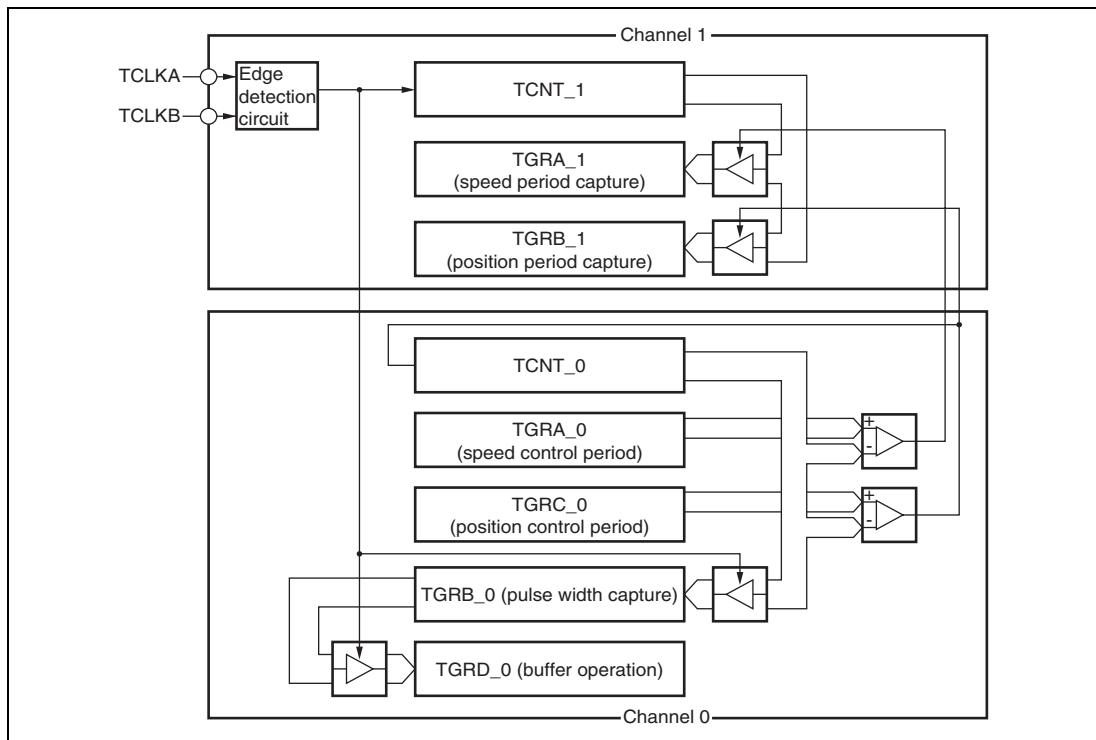 Channel 1
TCLKA
TCLKB
Edge
detection
circuit
TCNT_1
TGRA_1
(speed period capture)
TGRB_1
(position period capture)
TCNT_0
TGRA_0
(speed control period)
+
-
TGRC_0
(position control period)
+
-
TGRB_0 (pulse width capture)
TGRD_0 (buffer operation)
Channel 0